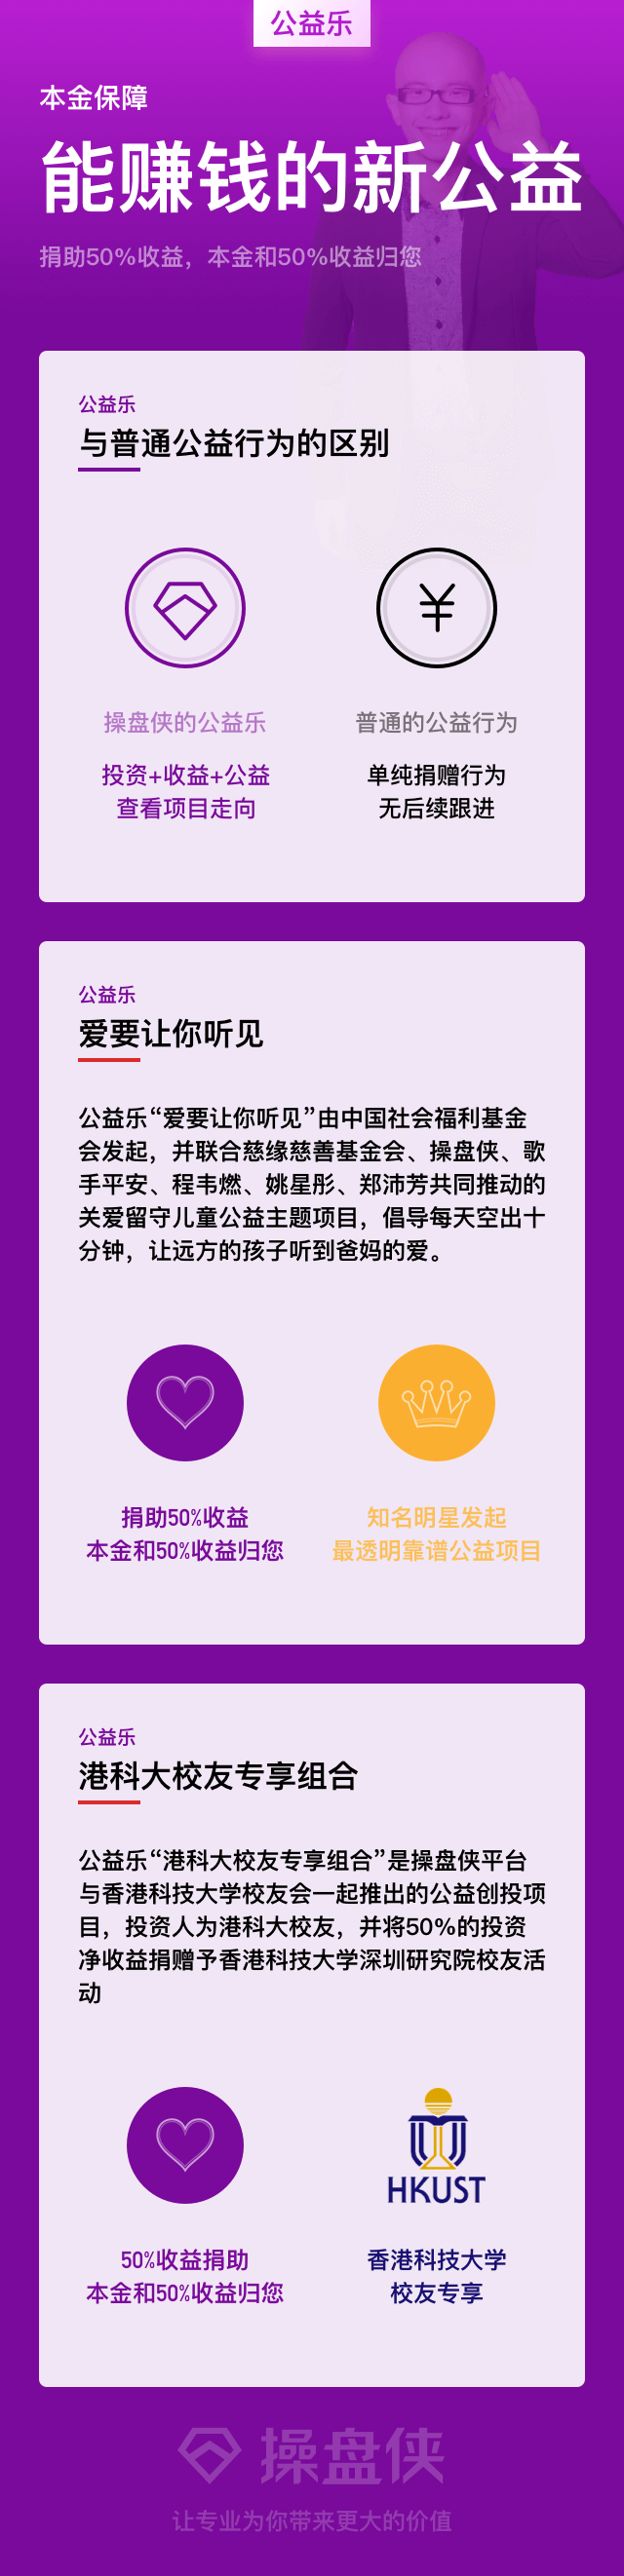 公益乐
本金保障
能赚钱的新公益
捐助50%收益，本金和50%收益归您
公益乐
与普通公益行为的区别
操盘侠的公益乐
普通的公益行为
投资+收益+公益
查看项目走向
单纯捐赠行为
无后续跟进
公益乐
爱要让你听见
公益乐“爱要让你听见”由中国社会福利基金
会发起，并联合慈缘慈善基金会、操盘侠、歌
手平安、程韦燃、姚星彤、郑沛芳共同推动的
关爱留守儿童公益主题项目，倡导每天空出十
分钟，让远方的孩子听到爸妈的爱。
捐助50%收益
本金和50%收益归您
知名明星发起
最透明靠谱公益项目
公益乐
港科大校友专享组合
公益乐“港科大校友专享组合”是操盘侠平台
与香港科技大学校友会一起推出的公益创投项
目，投资人为港科大校友，并将50%的投资
净收益捐赠予香港科技大学深圳研究院校友活
动
50%收益捐助
本金和50%收益归您
HKUST
香港科技大学
校友专享
操盘侠
让专业为你带来更大的价值